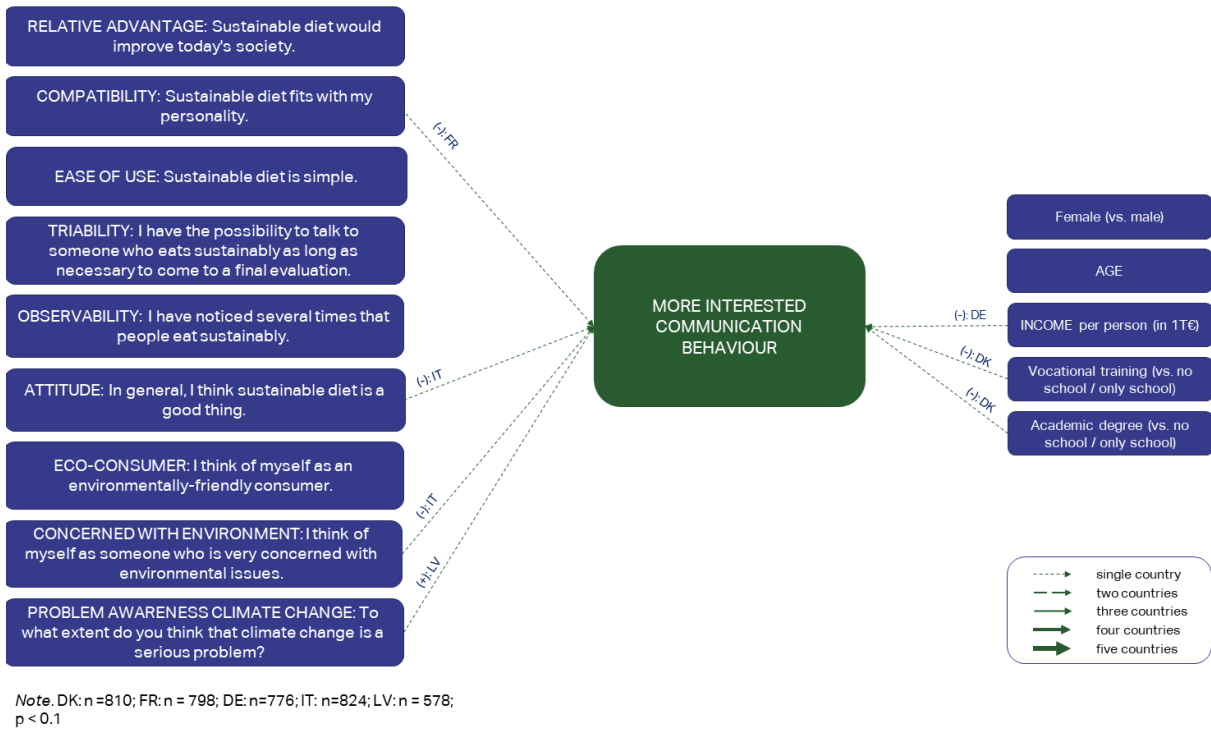 RELATIVE ADVANTAGE: Sustainable diet would
improve today's society.
COMPATIBILITY: Sustainable diet fits with my
personality.
EASE OF USE: Sustainable diet is simple.
TRIABILITY: I have the possibility to talk to
someone who eats sustainably as long as
necessary to come to a final evaluation.
OBSERVABILITY: I have noticed several times that
people eat sustainably.
ATTITUDE: In general, I think sustainable diet is a
good thing.
ECO-CONSUMER: I think of myself as an
environmentally-friendly consumer.
CONCERNED WITH ENVIRONMENT: I think of
myself as someone who is very concerned with
environmental issues.
PROBLEM AWARENESS CLIMATE CHANGE: To
what extent do you think that climate change is a
serious problem?
(-): FR
(-): IT
(-): IT
(+): LV
MORE INTERESTED
COMMUNICATION
BEHAVIOUR
(-): DE
(-): DK
(-): DK
Female (vs. male)
AGE
INCOME per person (in 1T€)
Vocational training (vs. no
school / only school)
Academic degree (vs. no
school / only school)
single country
two countries
three countries
four countries
five countries
Note. DK: n =810; FR: n = 798; DE: n=776; IT: n=824; LV: n = 578;
p < 0.1